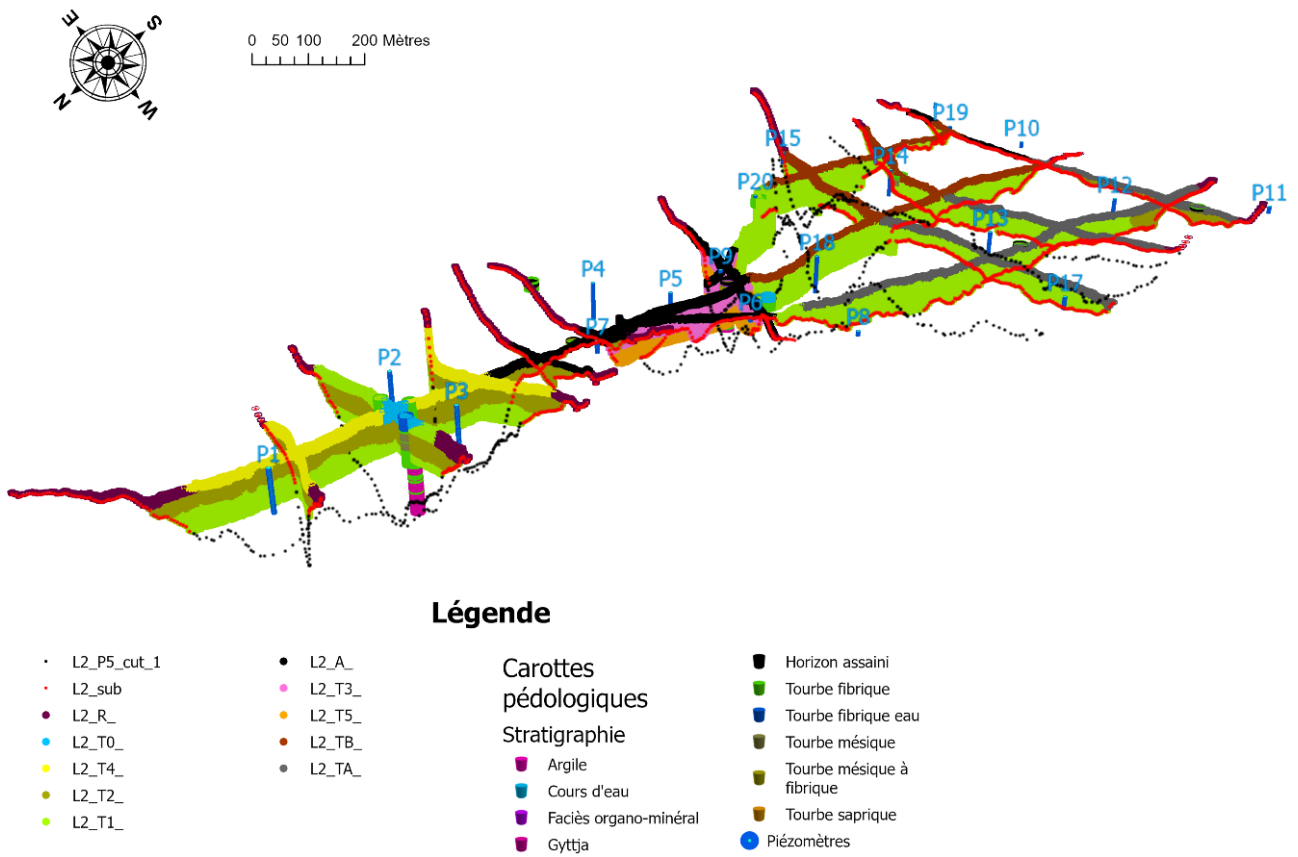 E
S
N
W
0 50 100 200 Mètres
P19
P10
P15
P14
P20
P12
P11
P13
P18
P9
P4
P5
P17
P6
P7
P8
P2
P3
P1
Légende
L2_P5_cut_1
L2_sub
L2_R_
L2_T0_
L2_T4_
L2_T2_
L2_T1_
L2_A_
L2_T3_
L2_T5_
L2_TB_
L2_TA_
Carottes
pédologiques
Stratigraphie
Argile
Cours d'eau
Faciès organo-minéral
Gyttja
Horizon assaini
Tourbe fibrique
Tourbe fibrique eau
Tourbe mésique
Tourbe mésique à
fibrique
Tourbe saprique
Piézomètres